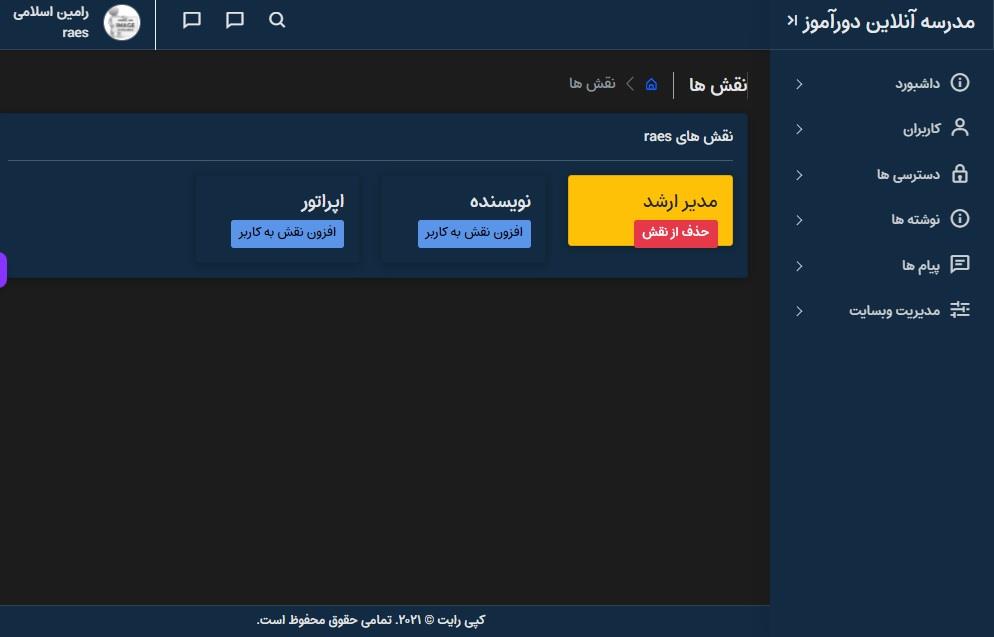 مدرسه آنلاین دورآموز
رامین اسلامی
raes
داشبورد
کاربران
دسترسی ها
نوشته ها
پیام ها
مدیریت وبسایت
نقش ها
نقش ها
نقش های raes
مدیر ارشد
حذف از نقش
نویسنده
افزون نقش به کاربر
اپراتور
افزون نقش به کاربر
کپی رایت © ۲۰۲۱. تمامی حقوق محفوظ است.